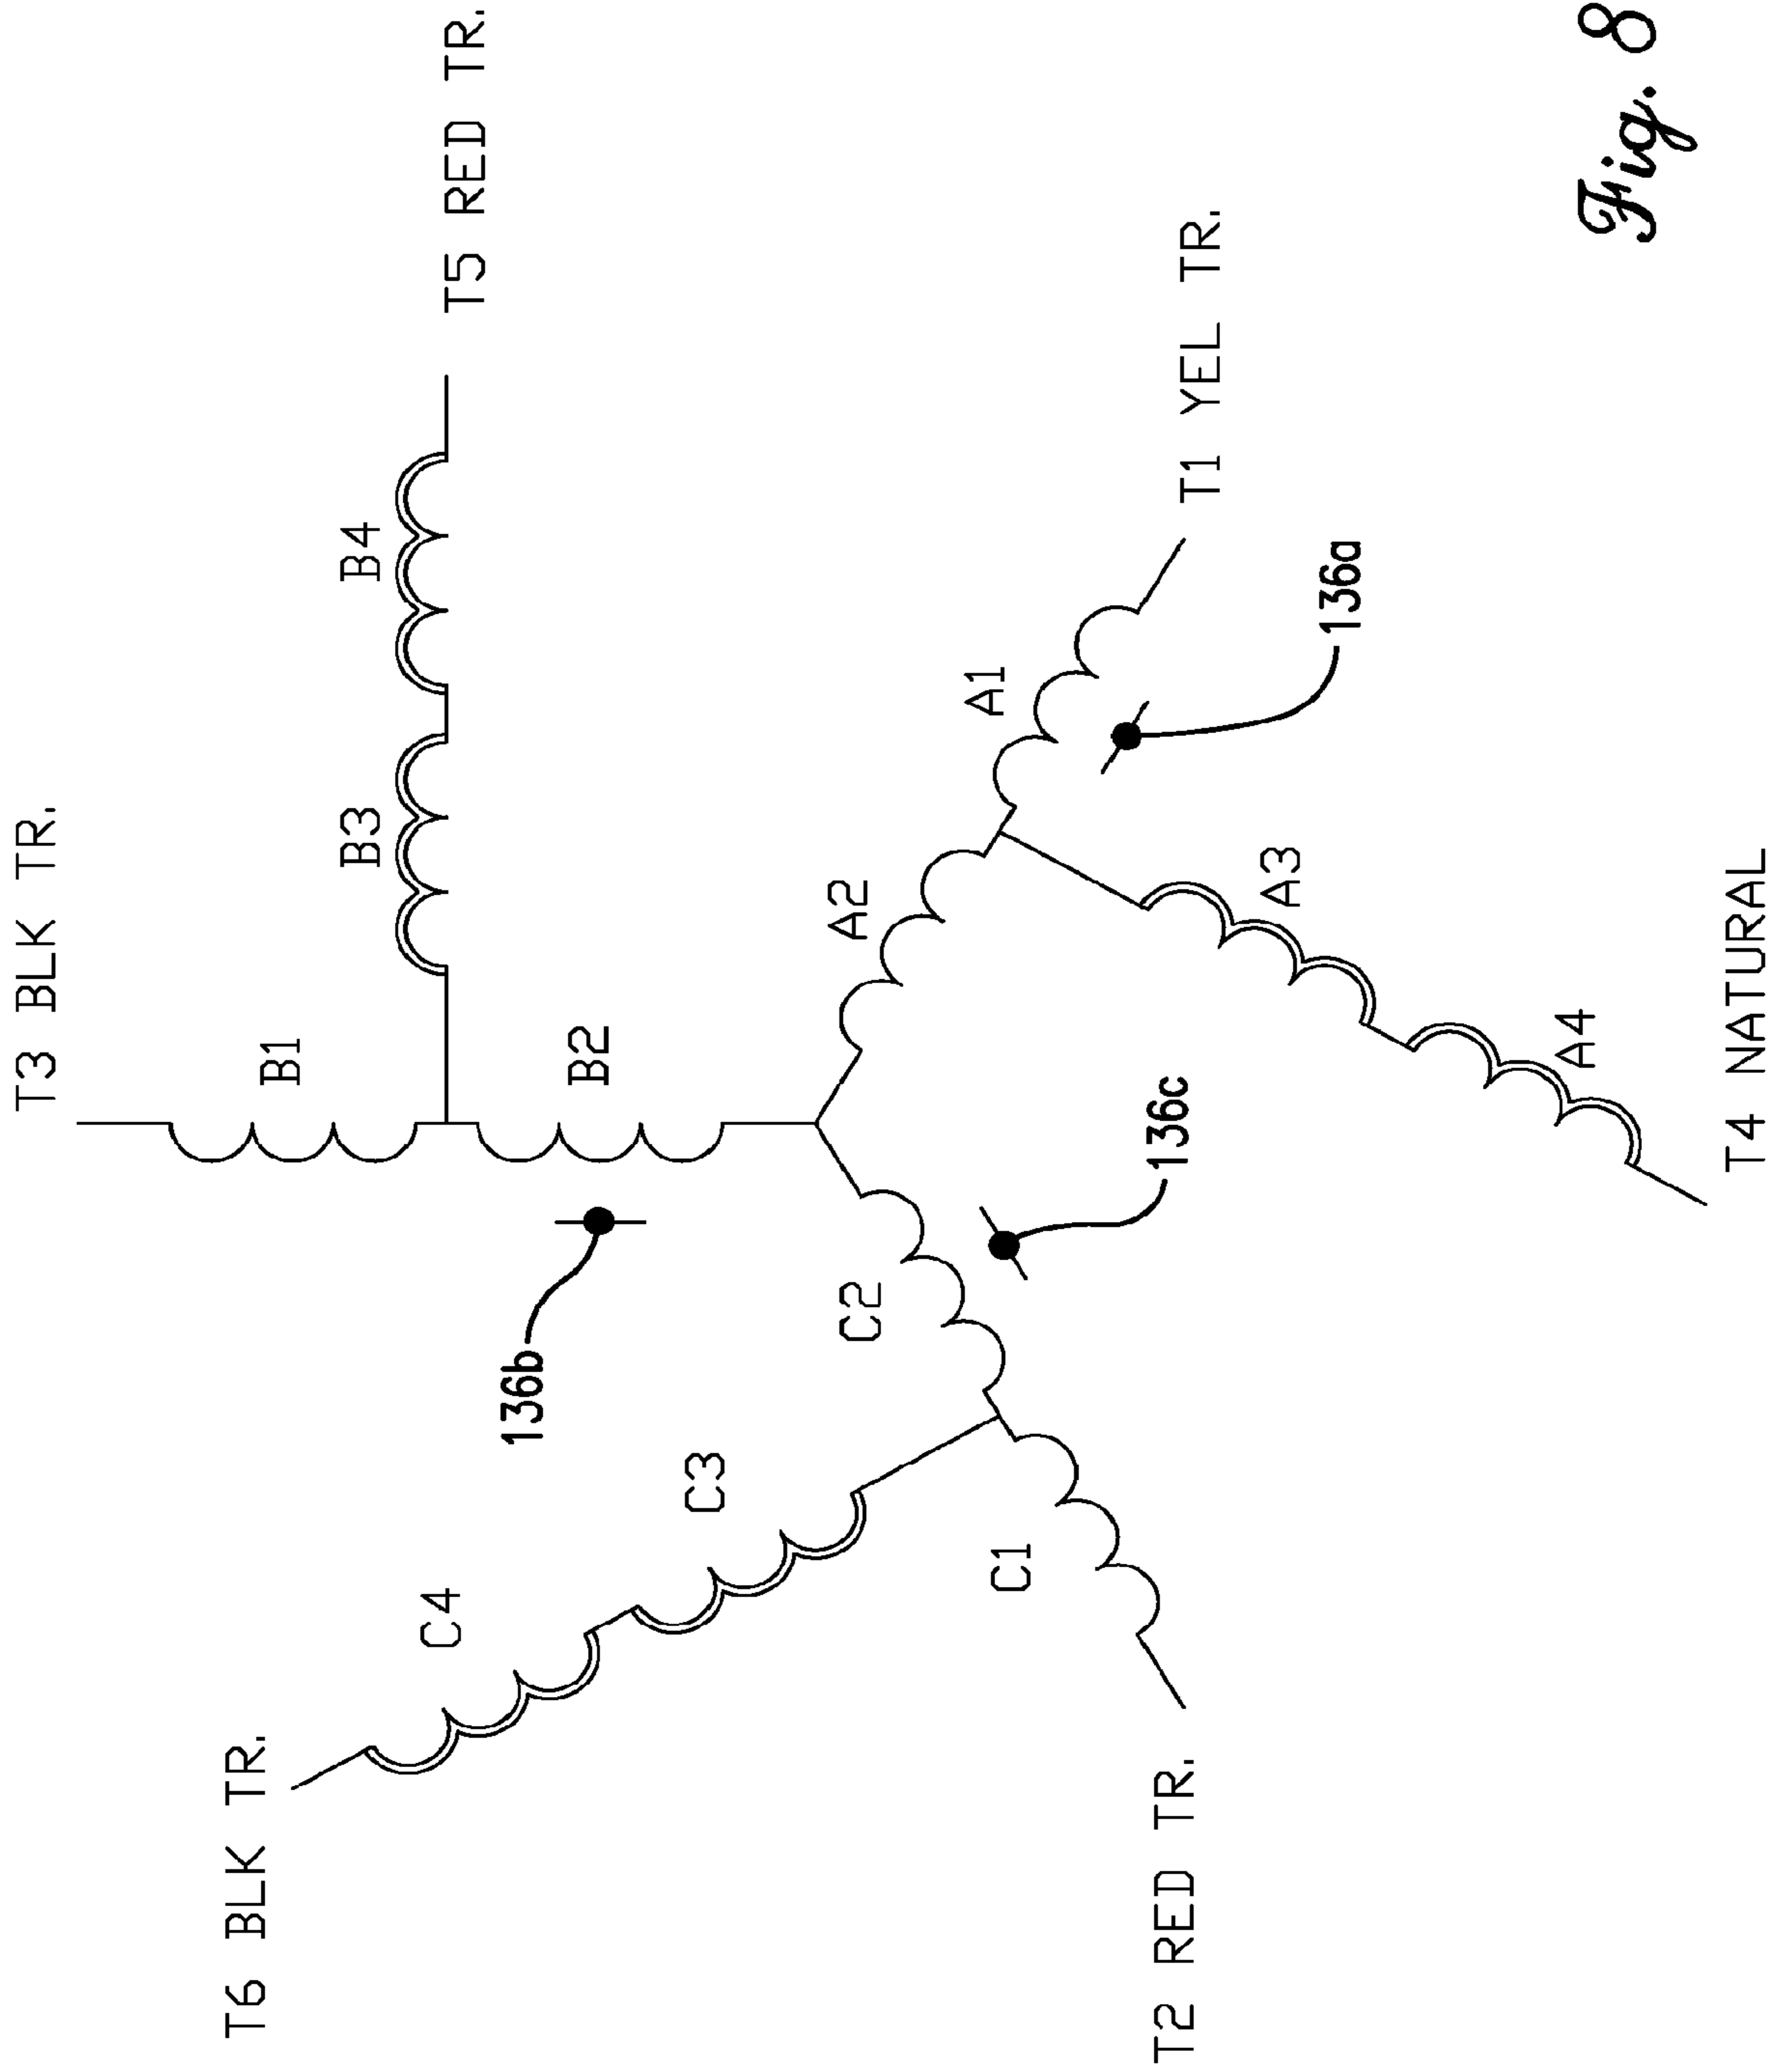 T3 BLK TR.
T6 BLK TR.
B1
B3
B4
C4
T5 RED TR.
136b
B2
C3
C2
A2
C1
A1
T2 RED TR.
136c
T1 YEL TR.
A3
136a
A4
T4 NATURAL
Fig. 8